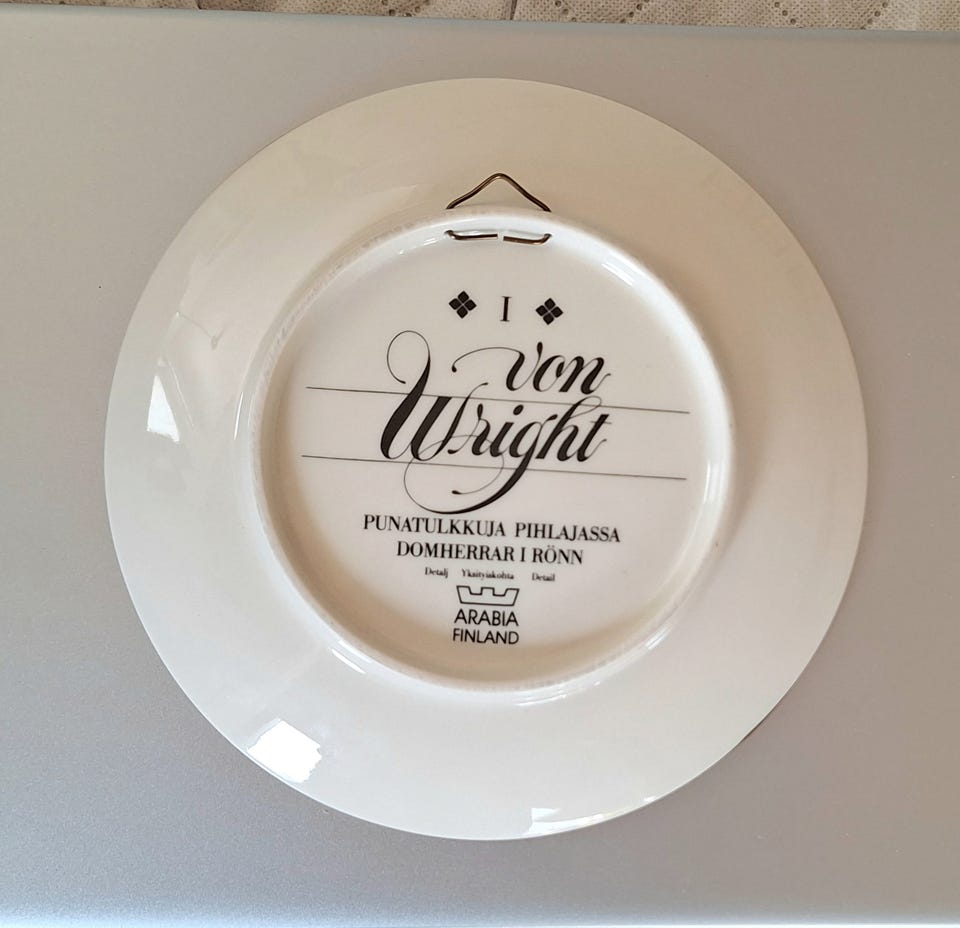 I
von
Wright
PUNATULKKUJA PIHLAJASSA
DOMHERRAR I RÖNN
Detalj Yksityiskohta Detail
ARABIA
FINLAND